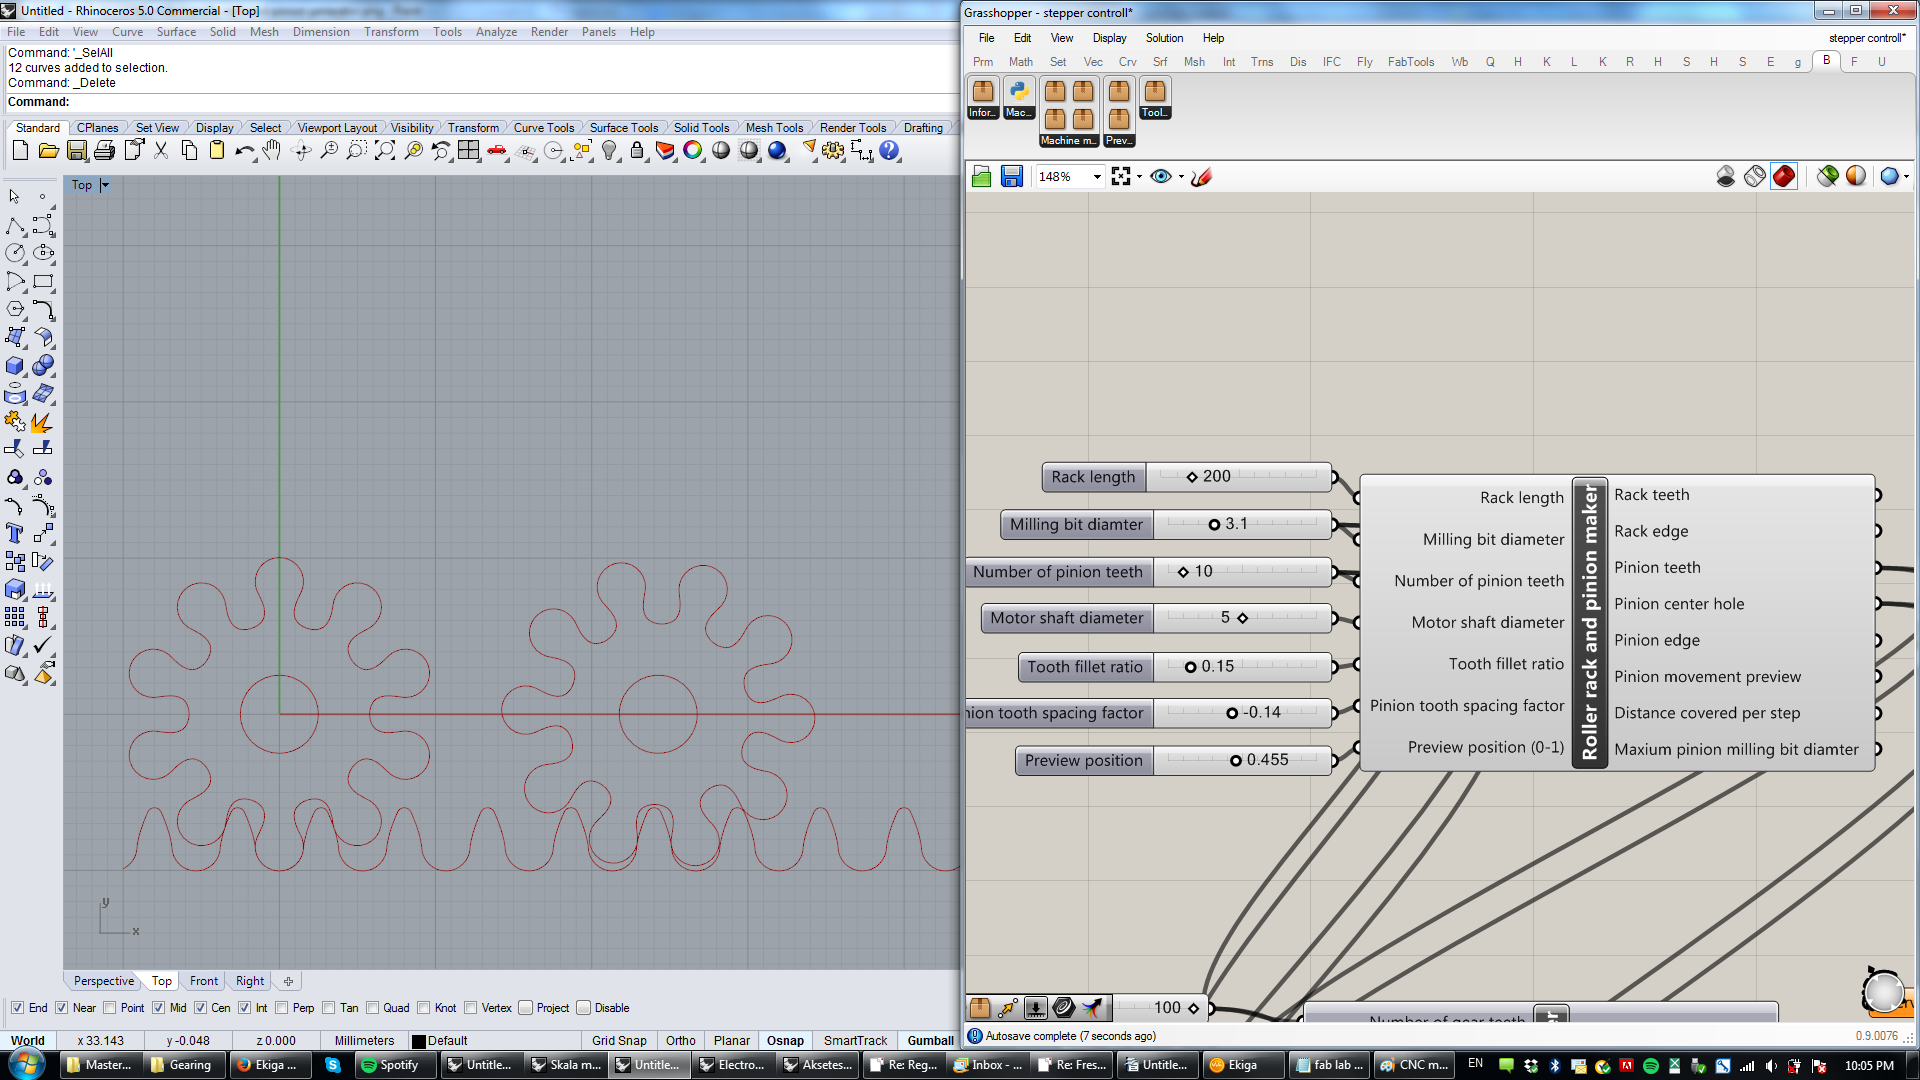 Untitled - Rhinoceros 5.0 Commercial - [Top]
File Edit View Curve Surface Solid Mesh Dimension Transform Tools Analyze Render Panels Help
Command: '_SelAll
12 curves added to selection.
Command: _Delete
Command:
Standard CPlanes Set View Display Select Viewport Layout Visibility Transform Curve Tools Surface Tools Solid Tools Mesh Tools Render Tools Drafting
Top
y
x
Perspective Top Front Right
End Near Point Mid Cen Int Perp Tan Quad Knot Vertex Project Disable
World x 33.143 y -0.048 z 0.000 Millimeters Default Grid Snap Ortho Planar Osnap SmartTrack Gumball
Grasshopper - stepper controll*
File Edit View Display Solution Help stepper controll*
Prm Math Set Vec Crv Srf Msh Int Trns Dis IFC Fly FabTools Wb Q H K L K R H S H S E g B F U
Infor... Mac... Machine m... Prev... Tool...
148%
Rack length 200
Milling bit diamter 3.1
Number of pinion teeth 10
Motor shaft diameter 5
Tooth fillet ratio 0.15
nion tooth spacing factor -0.14
Preview position 0.455
Rack length
Milling bit diameter
Number of pinion teeth
Motor shaft diameter
Tooth fillet ratio
Pinion tooth spacing factor
Preview position (0-1)
Roller rack and pinion maker
Rack teeth
Rack edge
Pinion teeth
Pinion center hole
Pinion edge
Pinion movement preview
Distance covered per step
Maxium pinion milling bit diamter
100
Number of gear teeth
Autosave complete (7 seconds ago) 0.9.0076
Master... Gearing Ekiga ... Spotify Untitle... Skala m... Untitle... Electro... Aksetes... Re: Reg... Inbox - ... Re: Fres... Untitle... Ekiga fab lab ... CNC m... EN 10:05 PM